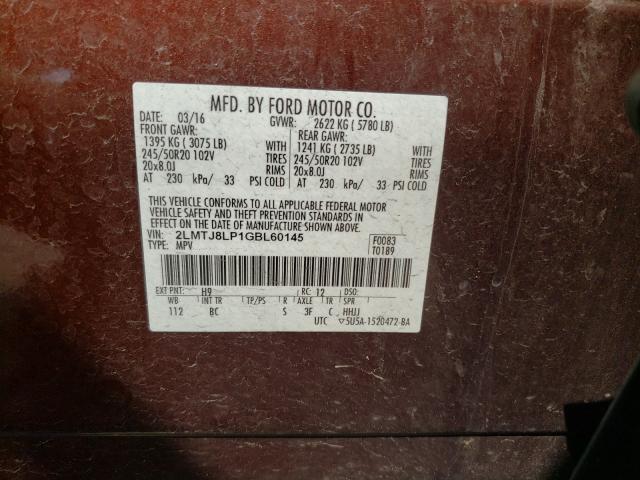 MFD. BY FORD MOTOR CO.
DATE: 03/16 GVWR: 2622 KG ( 5780 LB)
FRONT GAWR: REAR GAWR:
1395 KG ( 3075 LB) WITH 1241 KG ( 2735 LB) WITH
245/50R20 102V TIRES 245/50R20 102V TIRES
20x8.0J RIMS 20x8.0J RIMS
AT 230 kPa/ 33 PSI COLD AT 230 kPa/ 33 PSI COLD
THIS VEHICLE CONFORMS TO ALL APPLICABLE FEDERAL MOTOR
VEHICLE SAFETY AND THEFT PREVENTION STANDARDS IN
EFFECT ON THE DATE OF MANUFACTURE SHOWN ABOVE.
VIN: 2LMTJ8LP1GBL60145 F0083
TYPE: MPV T0189
EXT PNT: H9 RC: 12 DSO:
WB INT TR TP/PS R AXLE TR SPR
112 BC S 3F C HHJJ
UTC ▽5U5A-1520472-BA